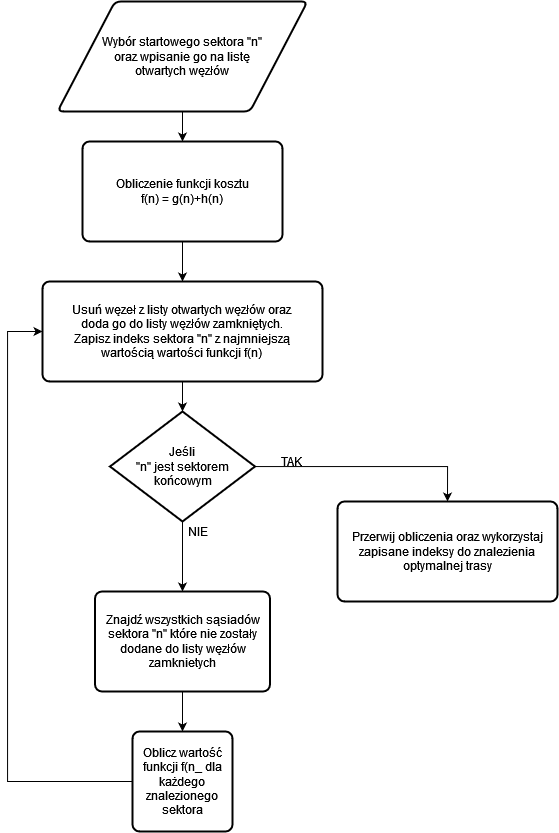 Wybór startowego sektora "n"
oraz wpisanie go na listę
otwartych węzłów
Obliczenie funkcji kosztu
f(n) = g(n)+h(n)
Usuń węzeł z listy otwartych węzłów oraz
doda go do listy węzłów zamkniętych.
Zapisz indeks sektora "n" z najmniejszą
wartością wartości funkcji f(n)
Jeśli
"n" jest sektorem
końcowym
TAK
Przerwij obliczenia oraz wykorzystaj
zapisane indeksy do znalezienia
optymalnej trasy
NIE
Znajdź wszystkich sąsiadów
sektora "n" które nie zostały
dodane do listy węzłów
zamknietych
Oblicz wartość
funkcji f(n_ dla
każdego
znalezionego
sektora